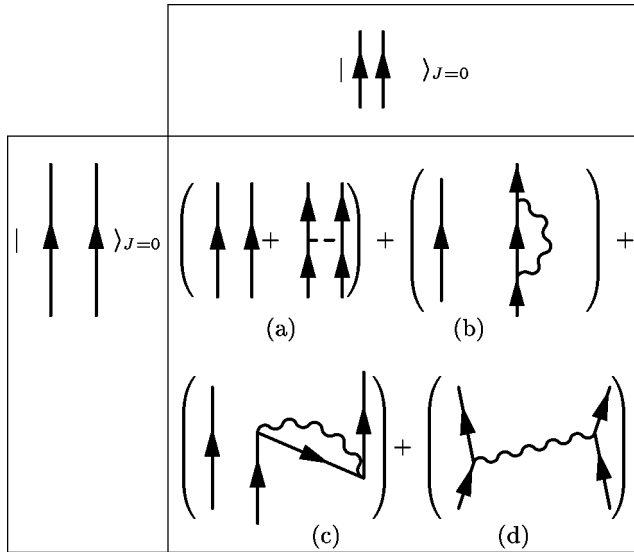 | ⟩J=0
| ⟩J=0
( + ) + ( ) +
(a) (b)
( ) + ( )
(c) (d)